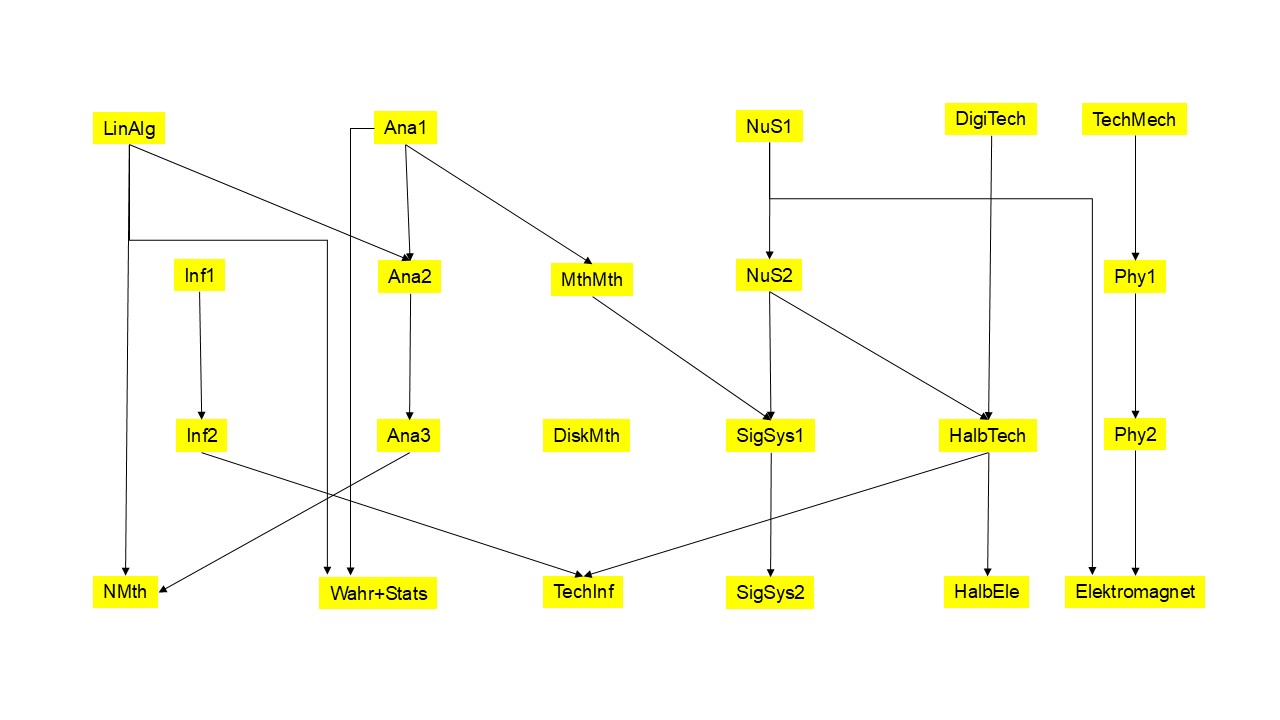 LinAlg
Ana1
NuS1
DigiTech
TechMech
Inf1
Ana2
MthMth
NuS2
Phy1
Inf2
Ana3
DiskMth
SigSys1
HalbTech
Phy2
NMth
Wahr+Stats
TechInf
SigSys2
HalbEle
Elektromagnet